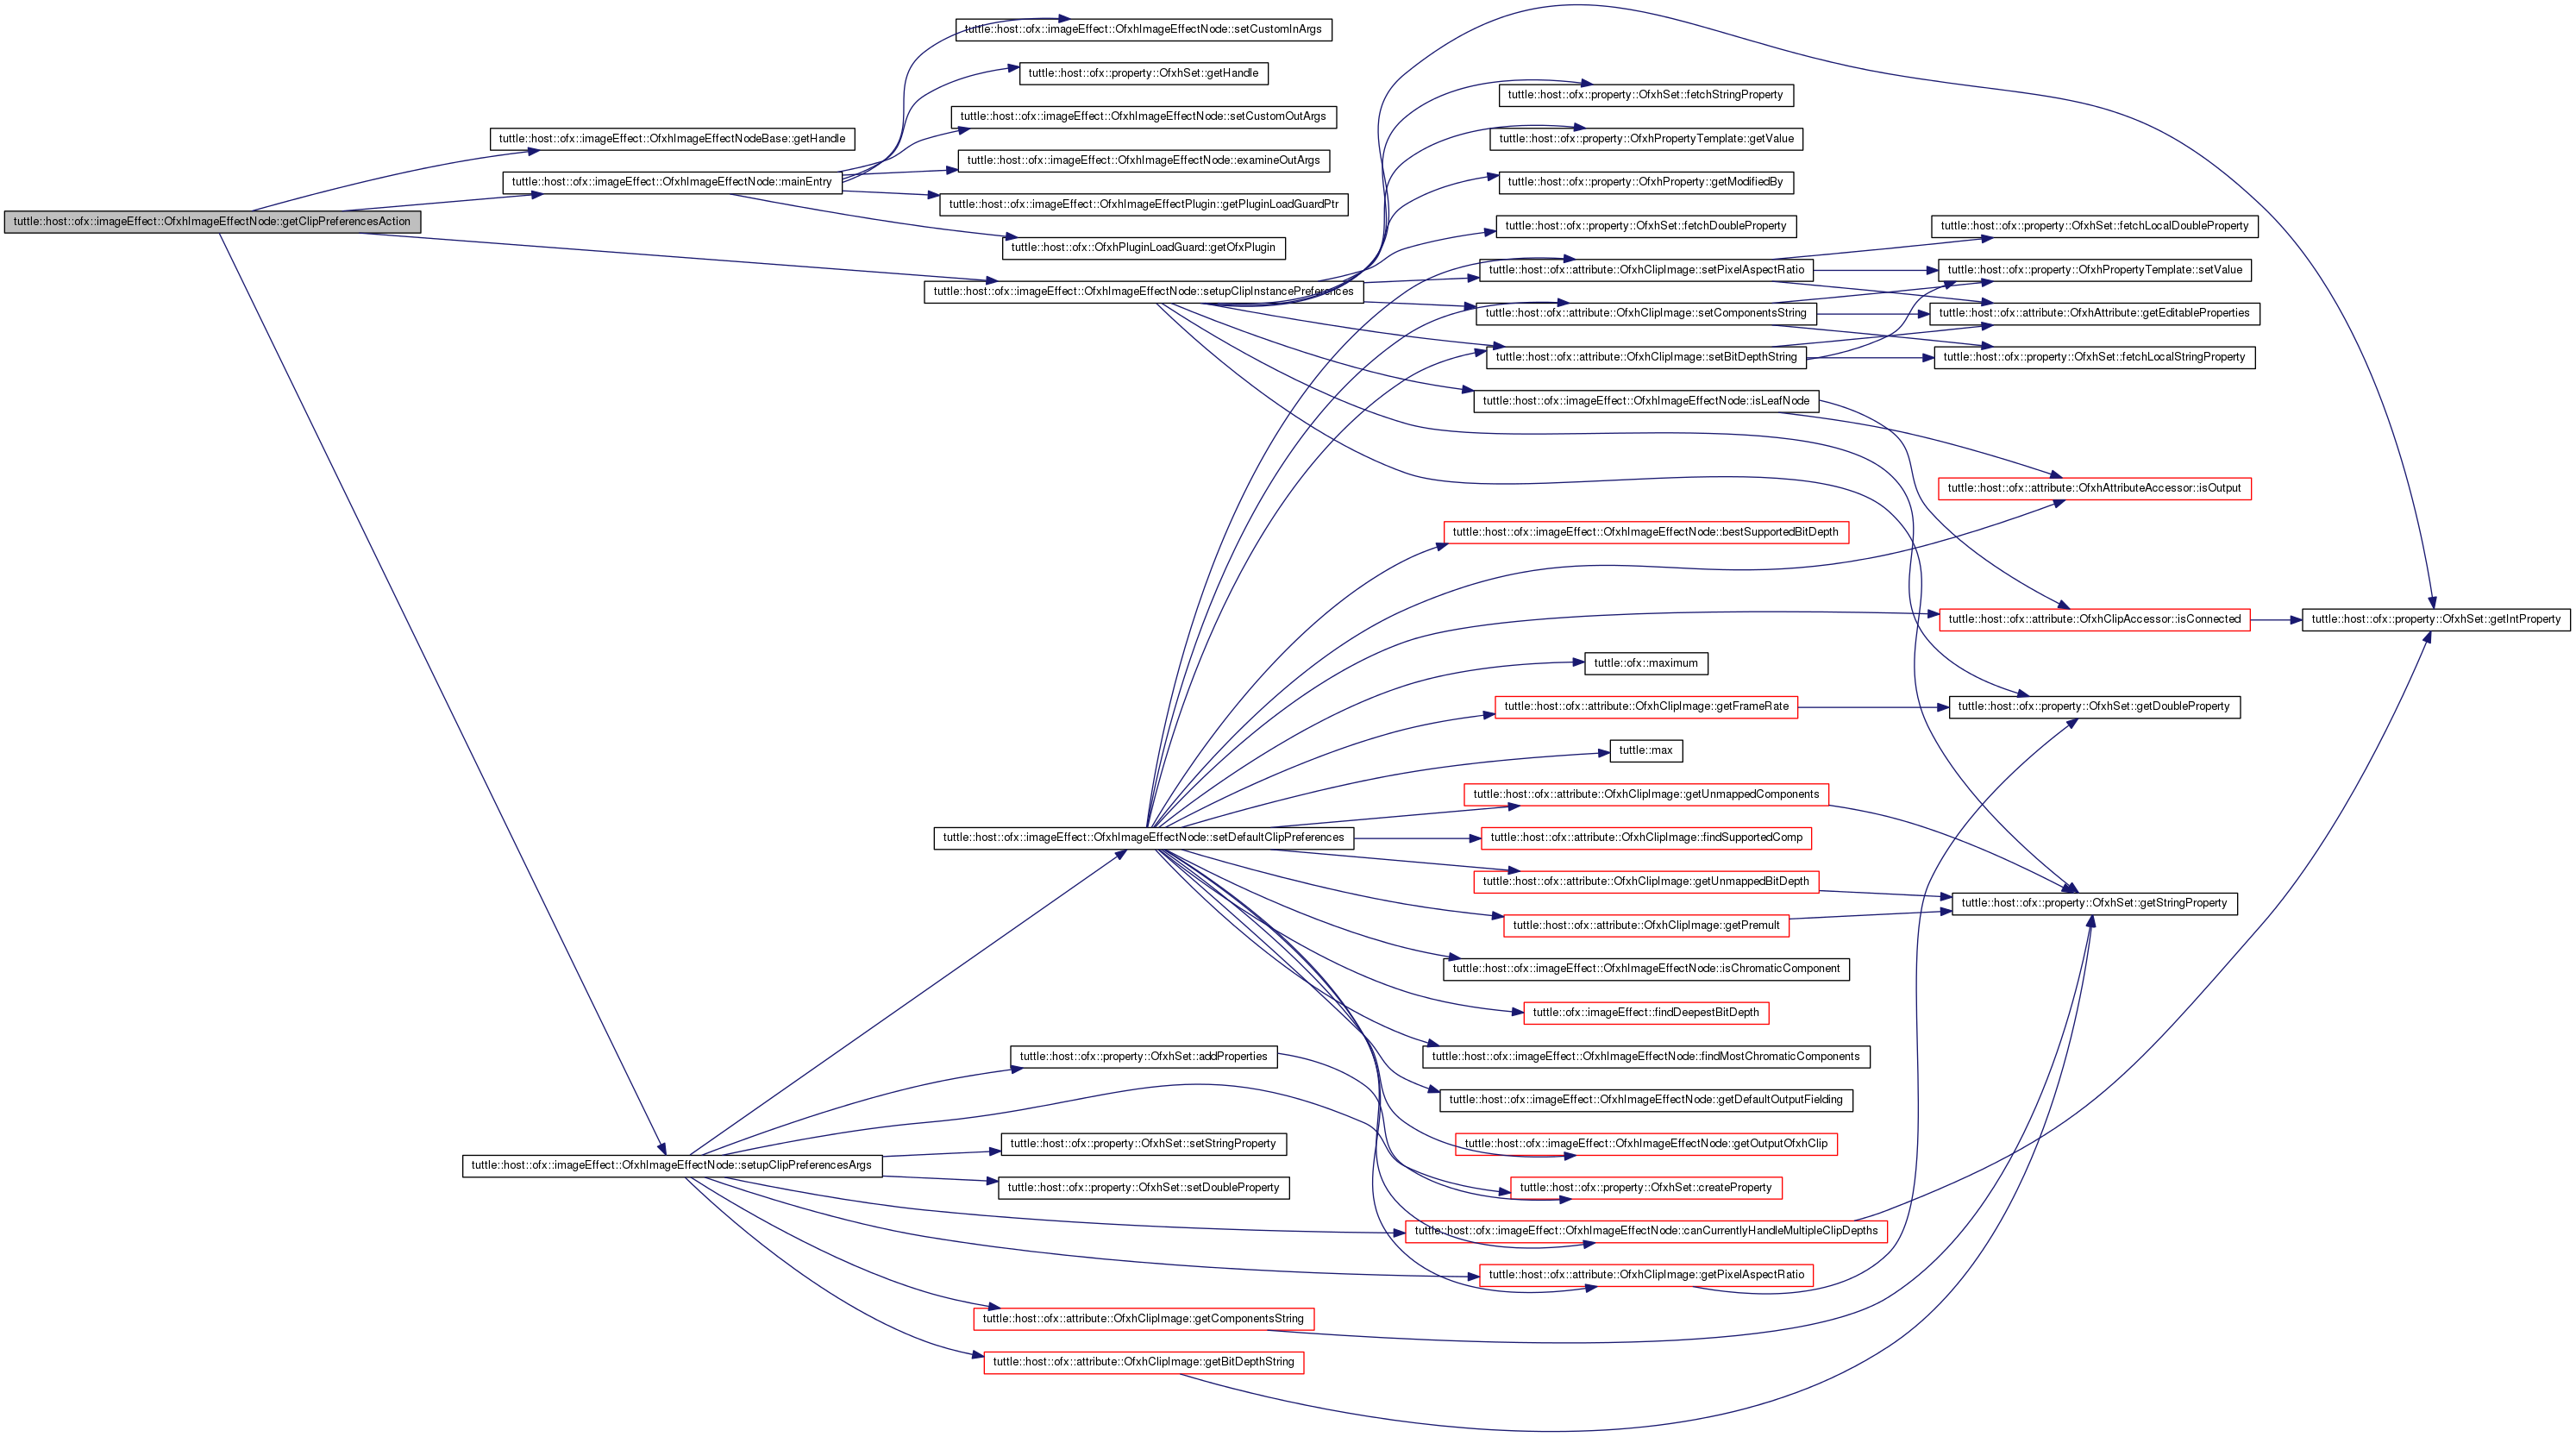 tuttle::host::ofx::imageEffect::OfxhImageEffectNode::getClipPreferencesAction
tuttle::host::ofx::imageEffect::OfxhImageEffectNodeBase::getHandle
tuttle::host::ofx::imageEffect::OfxhImageEffectNode::mainEntry
tuttle::host::ofx::imageEffect::OfxhImageEffectNode::setupClipPreferencesArgs
tuttle::host::ofx::imageEffect::OfxhImageEffectNode::setCustomInArgs
tuttle::host::ofx::property::OfxhSet::getHandle
tuttle::host::ofx::imageEffect::OfxhImageEffectNode::setCustomOutArgs
tuttle::host::ofx::imageEffect::OfxhImageEffectNode::examineOutArgs
tuttle::host::ofx::imageEffect::OfxhImageEffectPlugin::getPluginLoadGuardPtr
tuttle::host::ofx::OfxhPluginLoadGuard::getOfxPlugin
tuttle::host::ofx::imageEffect::OfxhImageEffectNode::setupClipInstancePreferences
tuttle::host::ofx::imageEffect::OfxhImageEffectNode::setDefaultClipPreferences
tuttle::host::ofx::property::OfxhSet::addProperties
tuttle::host::ofx::property::OfxhSet::setStringProperty
tuttle::host::ofx::property::OfxhSet::setDoubleProperty
tuttle::host::ofx::attribute::OfxhClipImage::getComponentsString
tuttle::host::ofx::attribute::OfxhClipImage::getBitDepthString
tuttle::host::ofx::property::OfxhSet::fetchStringProperty
tuttle::host::ofx::property::OfxhPropertyTemplate::getValue
tuttle::host::ofx::property::OfxhProperty::getModifiedBy
tuttle::host::ofx::property::OfxhSet::fetchDoubleProperty
tuttle::host::ofx::attribute::OfxhClipImage::setPixelAspectRatio
tuttle::host::ofx::attribute::OfxhClipImage::setComponentsString
tuttle::host::ofx::attribute::OfxhClipImage::setBitDepthString
tuttle::host::ofx::imageEffect::OfxhImageEffectNode::isLeafNode
tuttle::host::ofx::imageEffect::OfxhImageEffectNode::bestSupportedBitDepth
tuttle::ofx::maximum
tuttle::host::ofx::attribute::OfxhClipImage::getFrameRate
tuttle::max
tuttle::host::ofx::attribute::OfxhClipImage::getUnmappedComponents
tuttle::host::ofx::attribute::OfxhClipImage::findSupportedComp
tuttle::host::ofx::attribute::OfxhClipImage::getUnmappedBitDepth
tuttle::host::ofx::attribute::OfxhClipImage::getPremult
tuttle::host::ofx::imageEffect::OfxhImageEffectNode::isChromaticComponent
tuttle::ofx::imageEffect::findDeepestBitDepth
tuttle::host::ofx::imageEffect::OfxhImageEffectNode::findMostChromaticComponents
tuttle::host::ofx::imageEffect::OfxhImageEffectNode::getDefaultOutputFielding
tuttle::host::ofx::imageEffect::OfxhImageEffectNode::getOutputOfxhClip
tuttle::host::ofx::property::OfxhSet::createProperty
tuttle::host::ofx::imageEffect::OfxhImageEffectNode::canCurrentlyHandleMultipleClipDepths
tuttle::host::ofx::attribute::OfxhClipImage::getPixelAspectRatio
tuttle::host::ofx::property::OfxhSet::fetchLocalDoubleProperty
tuttle::host::ofx::property::OfxhPropertyTemplate::setValue
tuttle::host::ofx::attribute::OfxhAttribute::getEditableProperties
tuttle::host::ofx::property::OfxhSet::fetchLocalStringProperty
tuttle::host::ofx::attribute::OfxhAttributeAccessor::isOutput
tuttle::host::ofx::attribute::OfxhClipAccessor::isConnected
tuttle::host::ofx::property::OfxhSet::getDoubleProperty
tuttle::host::ofx::property::OfxhSet::getStringProperty
tuttle::host::ofx::property::OfxhSet::getIntProperty